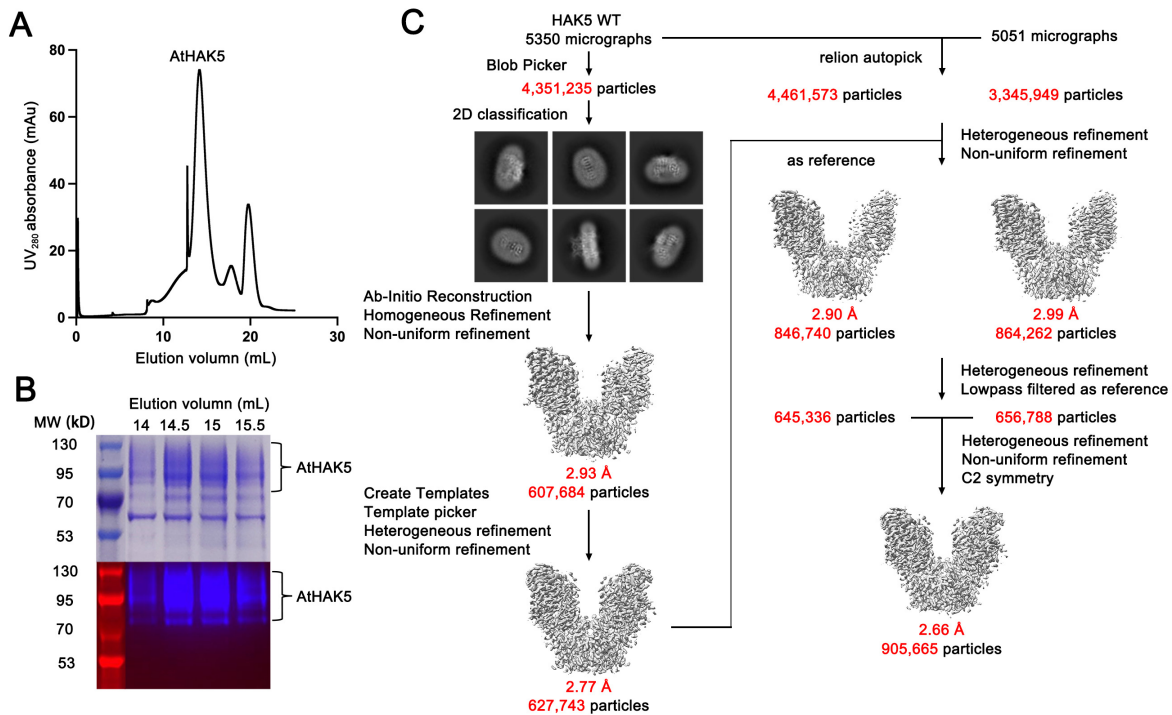 A
AtHAK5
80
60
40
20
0
UV280 absorbance (mAu)
0
10
20
30
Elution volumn (mL)
B
Elution volumn (mL)
MW (kD)
14
14.5
15
15.5
130
95
70
53
AtHAK5
130
95
70
53
AtHAK5
C
HAK5 WT
5350 micrographs
5051 micrographs
Blob Picker
4,351,235 particles
2D classification
relion autopick
4,461,573 particles
3,345,949 particles
Heterogeneous refinement
Non-uniform refinement
as reference
Ab-Initio Reconstruction
Homogeneous Refinement
Non-uniform refinement
2.90 Å
846,740 particles
2.99 Å
864,262 particles
Heterogeneous refinement
Lowpass filtered as reference
645,336 particles
656,788 particles
Heterogeneous refinement
Non-uniform refinement
C2 symmetry
2.93 Å
607,684 particles
Create Templates
Template picker
Heterogeneous refinement
Non-uniform refinement
2.77 Å
627,743 particles
2.66 Å
905,665 particles